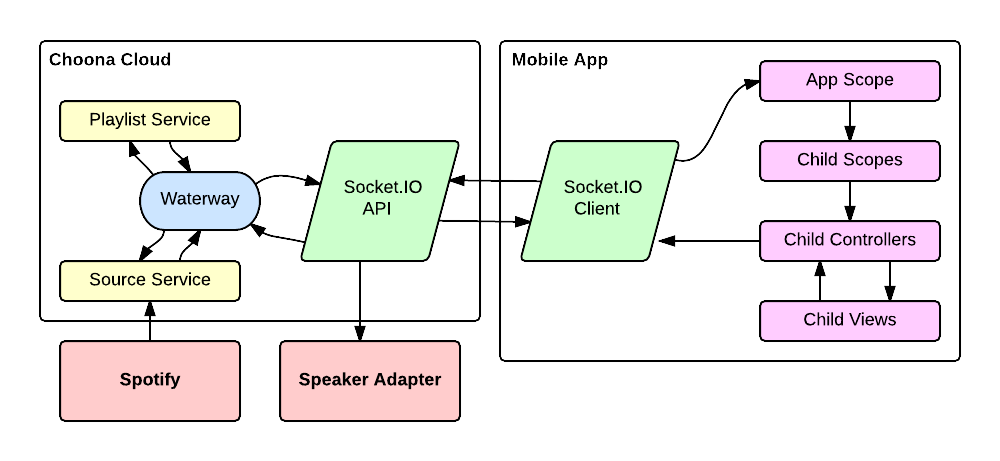 Choona Cloud
Playlist Service
Waterway
Source Service
Socket.IO
API
Spotify
Speaker Adapter
Mobile App
Socket.IO
Client
App Scope
Child Scopes
Child Controllers
Child Views